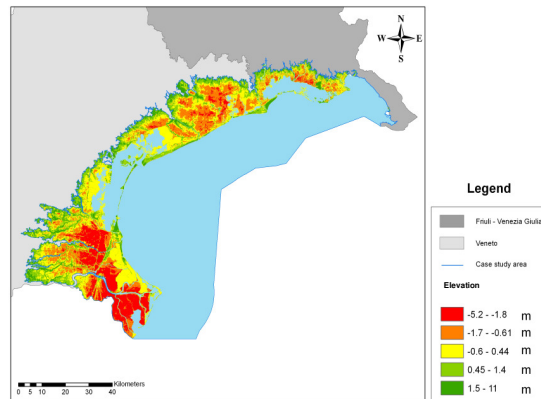 N
W E
S
Legend
Friuli - Venezia Giulia
Veneto
Case study area
Elevation
-5.2 - -1.8 m
-1.7 - -0.61 m
-0.6 - 0.44 m
0.45 - 1.4 m
1.5 - 11 m
Kilometers
0 5 10 20 30 40